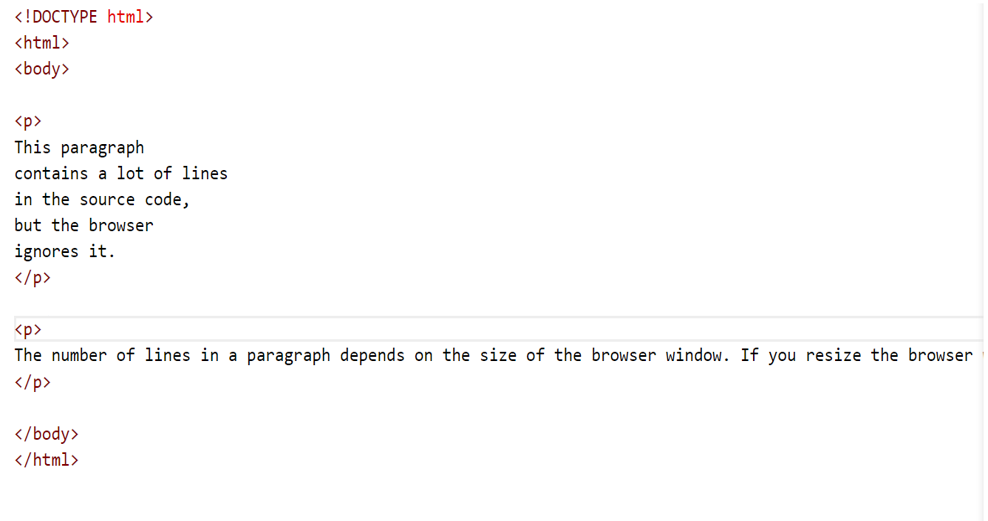 <!DOCTYPE html>
<html>
<body>
<p>
This paragraph
contains a lot of lines
in the source code,
but the browser
ignores it.
</p>
<p>
The number of lines in a paragraph depends on the size of the browser window. If you resize the browser
</p>
</body>
</html>